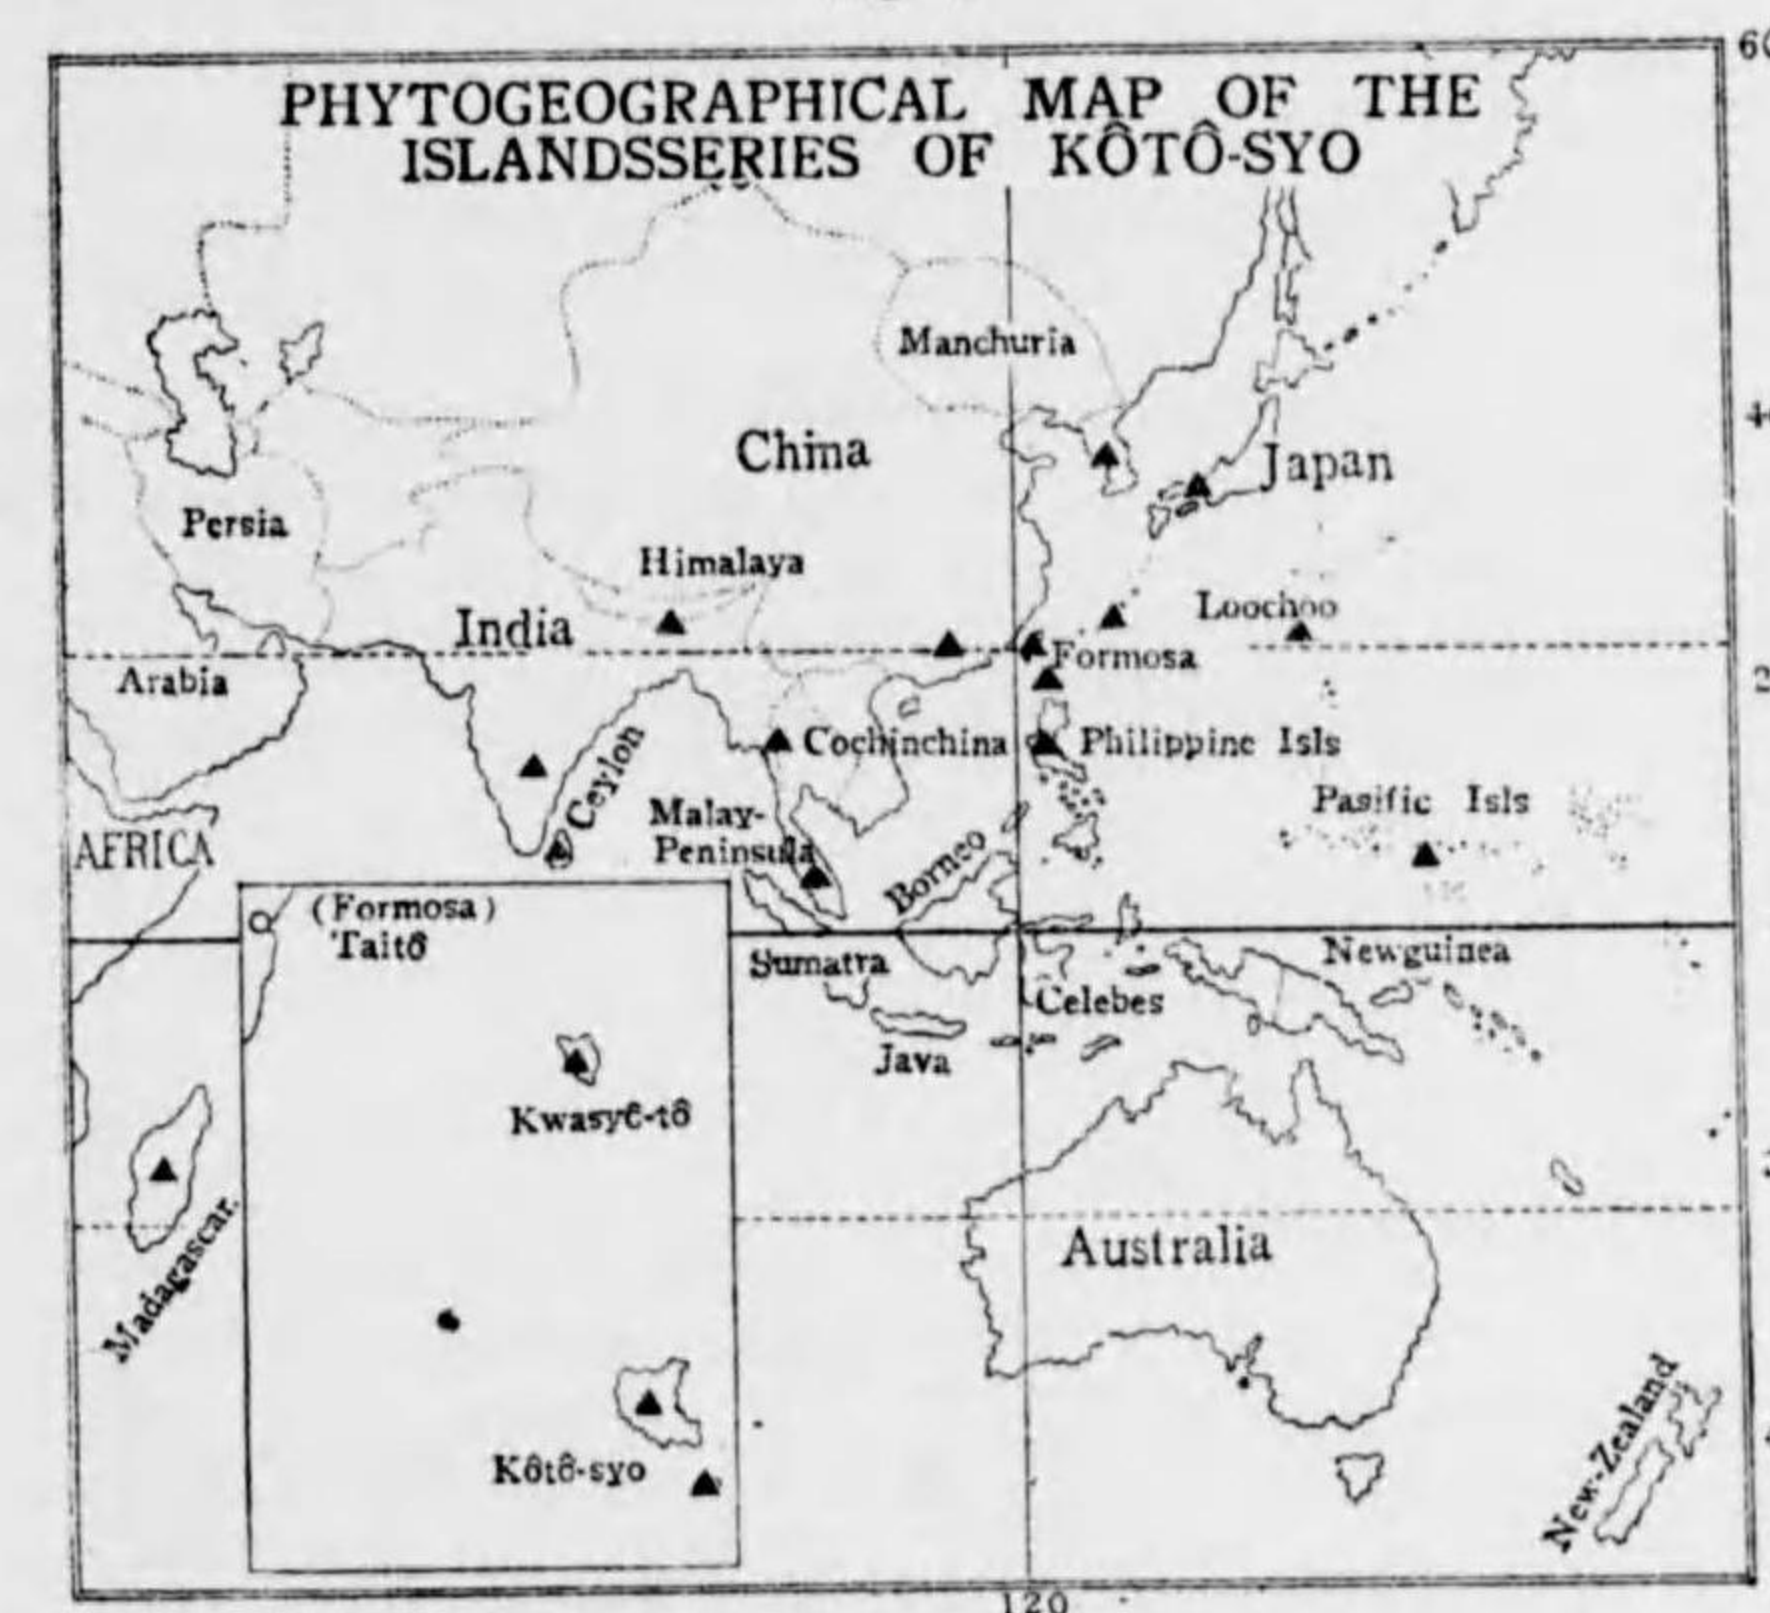 PHYTOGEOGRAPHICAL MAP OF THE
ISLANDSSERIES OF KÔTÔ-SYO
Manchuria
China
Japan
Persia
Himalaya
India
Loochoo
Formosa
Arabia
Cochinchina
Philippine Isls
Ceylon
Malay-
Peninsula
Pasific Isls
AFRICA
Borneo
(Formosa)
Taitô
Sumatra
Newguinea
Celebes
Java
Kwasyô-tô
Madagascar.
Australia
Kôtô-syo
New-Zealand
120